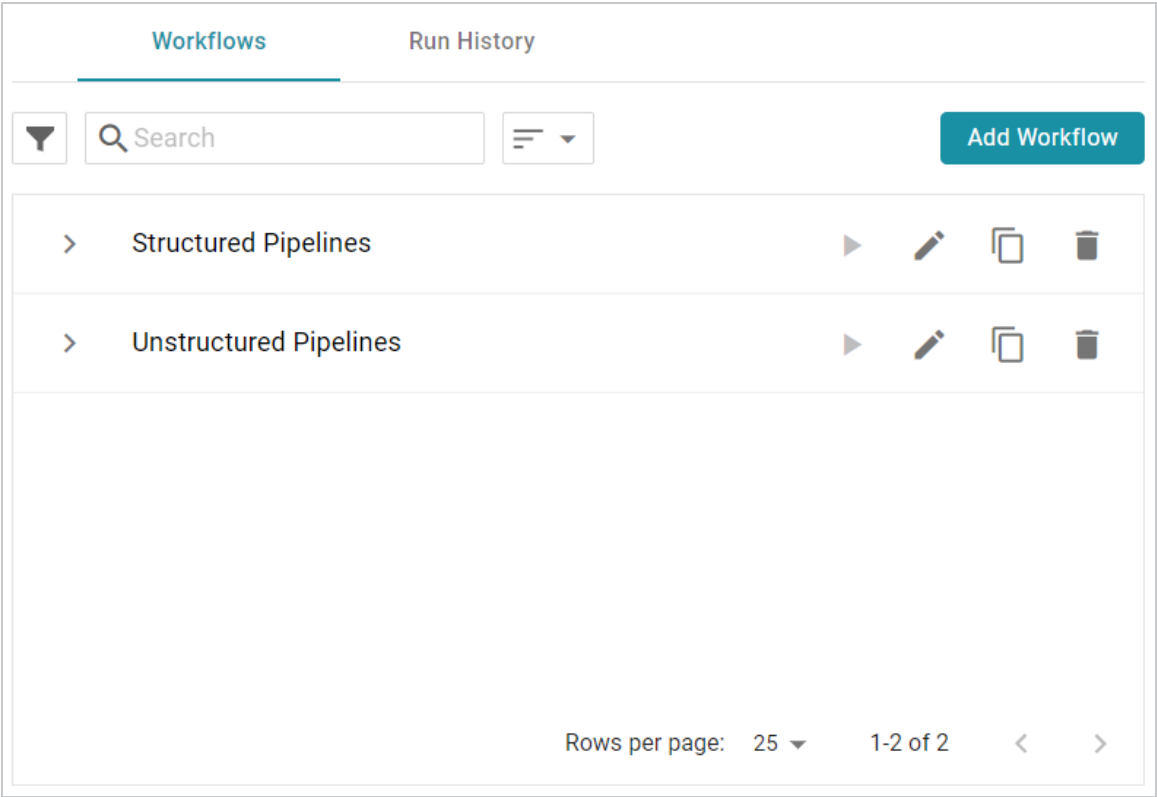 Workflows Run History
Search Add Workflow
Structured Pipelines
Unstructured Pipelines
Rows per page: 25 1-2 of 2